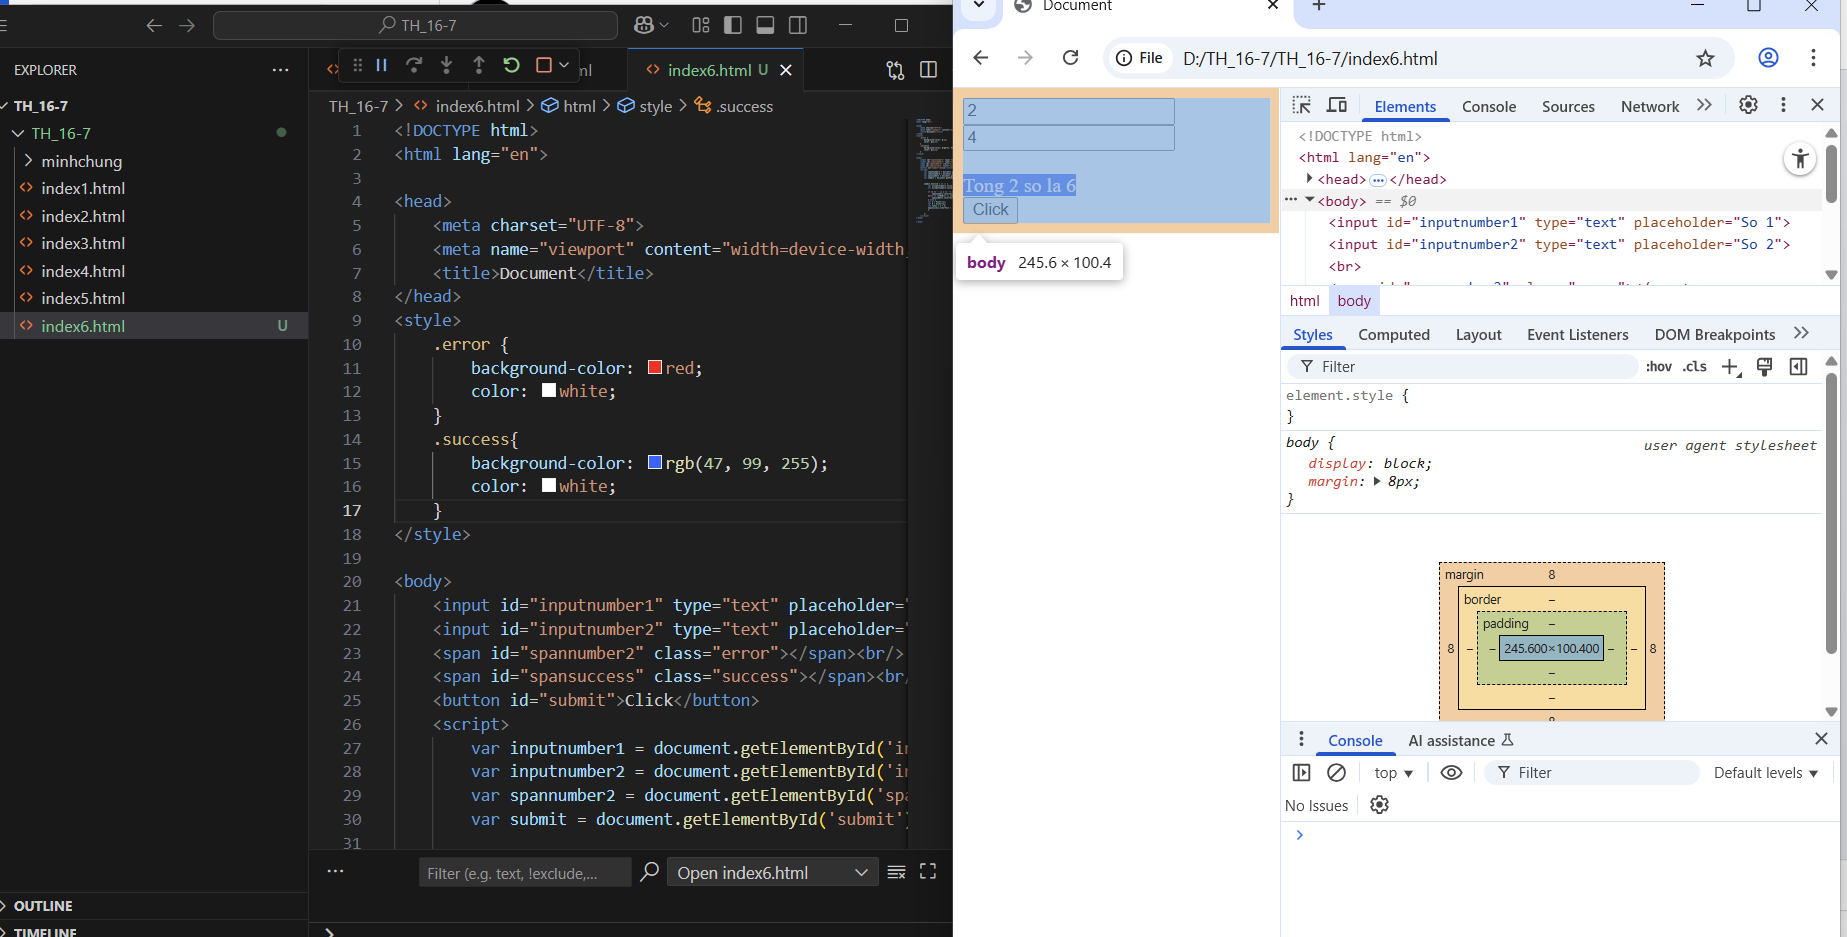 TH_16-7
EXPLORER
TH_16-7
TH_16-7
minhchung
index1.html
index2.html
index3.html
index4.html
index5.html
index6.html U
OUTLINE
TIMELINE
ml
index6.html U
TH_16-7 > index6.html > html > style > .success
1 <!DOCTYPE html>
2 <html lang="en">
3
4 <head>
5 <meta charset="UTF-8">
6 <meta name="viewport" content="width=device-width,
7 <title>Document</title>
8 </head>
9 <style>
10 .error {
11 background-color: red;
12 color: white;
13 }
14 .success{
15 background-color: rgb(47, 99, 255);
16 color: white;
17 }
18 </style>
19
20 <body>
21 <input id="inputnumber1" type="text" placeholder="
22 <input id="inputnumber2" type="text" placeholder="
23 <span id="spannumber2" class="error"></span><br/>
24 <span id="spansuccess" class="success"></span><br/
25 <button id="submit">Click</button>
26 <script>
27 var inputnumber1 = document.getElementById('in
28 var inputnumber2 = document.getElementById('in
29 var spannumber2 = document.getElementById('spa
30 var submit = document.getElementById('submit')
31
Filter (e.g. text, !exclude,...
Open index6.html
Document
File D:/TH_16-7/TH_16-7/index6.html
2
4
Tong 2 so la 6
Click
body 245.6 × 100.4
Elements Console Sources Network
<!DOCTYPE html>
<html lang="en">
<head> ... </head>
<body> == $0
<input id="inputnumber1" type="text" placeholder="So 1">
<input id="inputnumber2" type="text" placeholder="So 2">
<br>
html body
Styles Computed Layout Event Listeners DOM Breakpoints
Filter :hov .cls
element.style {
}
body { user agent stylesheet
display: block;
margin: 8px;
}
margin 8
border –
padding –
8 – – 245.600×100.400 – – 8
–
–
8
Console AI assistance
top Filter Default levels
No Issues